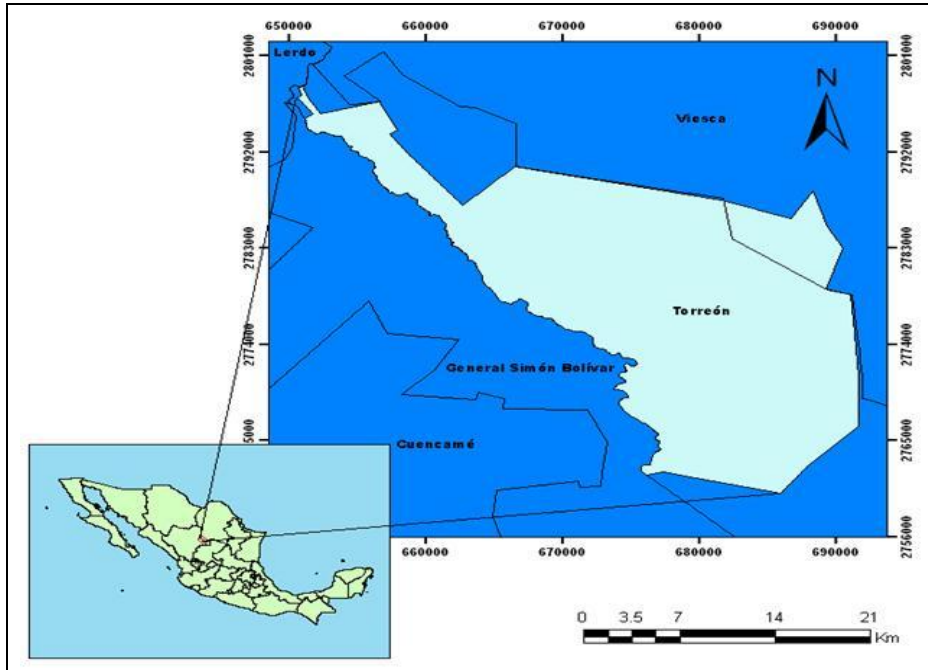 650000 660000 670000 680000 690000
2801000 2801000
Lerdo
N
Viesca
2792000 2792000
2783000 2783000
Torreón
2774000 2774000
General Simón Bolívar
Cuencamé
5000 2765000
2756000
660000 670000 680000 690000
0 3.5 7 14 21
Km